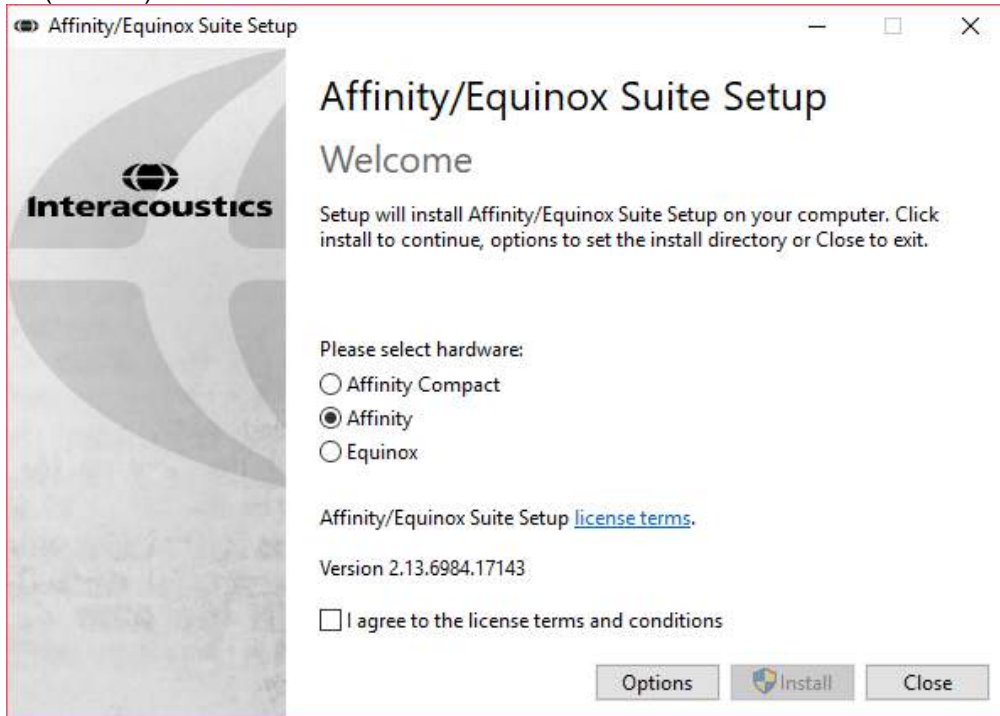 Affinity/Equinox Suite Setup
Affinity/Equinox Suite Setup
Welcome
Interacoustics
Setup will install Affinity/Equinox Suite Setup on your computer. Click
install to continue, options to set the install directory or Close to exit.
Please select hardware:
Affinity Compact
Affinity
Equinox
Affinity/Equinox Suite Setup license terms.
Version 2.13.6984.17143
I agree to the license terms and conditions
Options Install Close